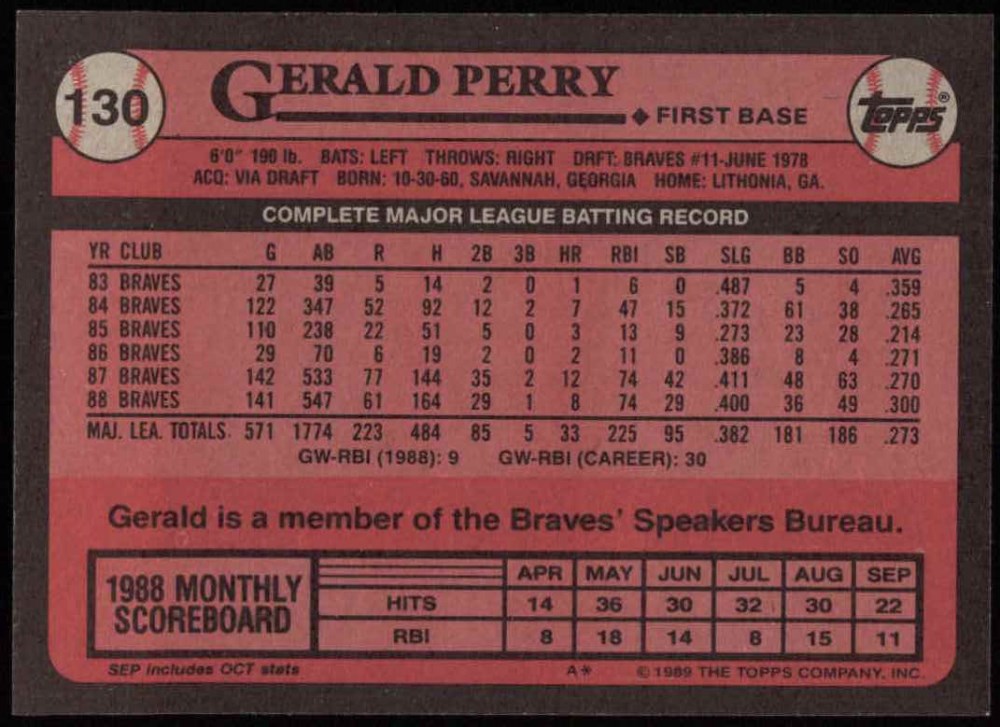 130
GERALD PERRY
◆ FIRST BASE
TOPPS®
6'0" 190 lb. BATS: LEFT THROWS: RIGHT DRFT: BRAVES #11-JUNE 1978
ACQ: VIA DRAFT BORN: 10-30-60, SAVANNAH, GEORGIA HOME: LITHONIA, GA.
COMPLETE MAJOR LEAGUE BATTING RECORD
YR CLUB G AB R H 2B 3B HR RBI SB SLG BB SO AVG
83 BRAVES 27 39 5 14 2 0 1 6 0 .487 5 4 .359
84 BRAVES 122 347 52 92 12 2 7 47 15 .372 61 38 .265
85 BRAVES 110 238 22 51 5 0 3 13 9 .273 23 28 .214
86 BRAVES 29 70 6 19 2 0 2 11 0 .386 8 4 .271
87 BRAVES 142 533 77 144 35 2 12 74 42 .411 48 63 .270
88 BRAVES 141 547 61 164 29 1 8 74 29 .400 36 49 .300
MAJ. LEA. TOTALS 571 1774 223 484 85 5 33 225 95 .382 181 186 .273
GW-RBI (1988): 9 GW-RBI (CAREER): 30
Gerald is a member of the Braves' Speakers Bureau.
1988 MONTHLY
SCOREBOARD
APR MAY JUN JUL AUG SEP
HITS 14 36 30 32 30 22
RBI 8 18 14 8 15 11
SEP includes OCT stats A* © 1989 THE TOPPS COMPANY, INC.